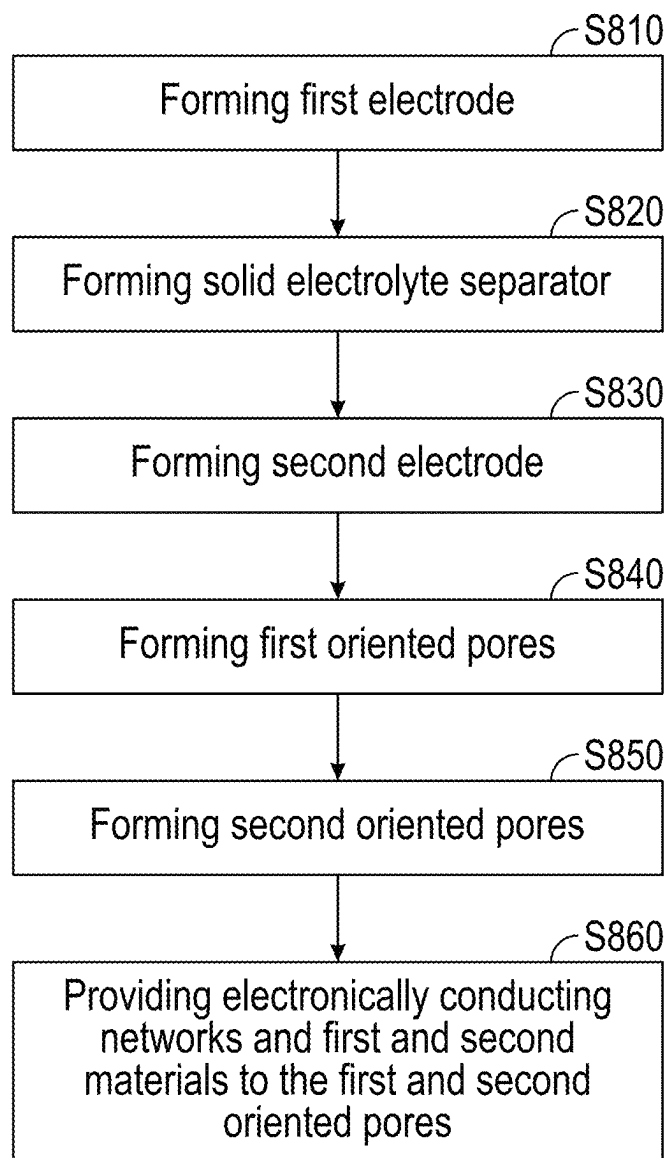 S810
Forming first electrode
S820
Forming solid electrolyte separator
S830
Forming second electrode
S840
Forming first oriented pores
S850
Forming second oriented pores
S860
Providing electronically conducting
networks and first and second
materials to the first and second
oriented pores